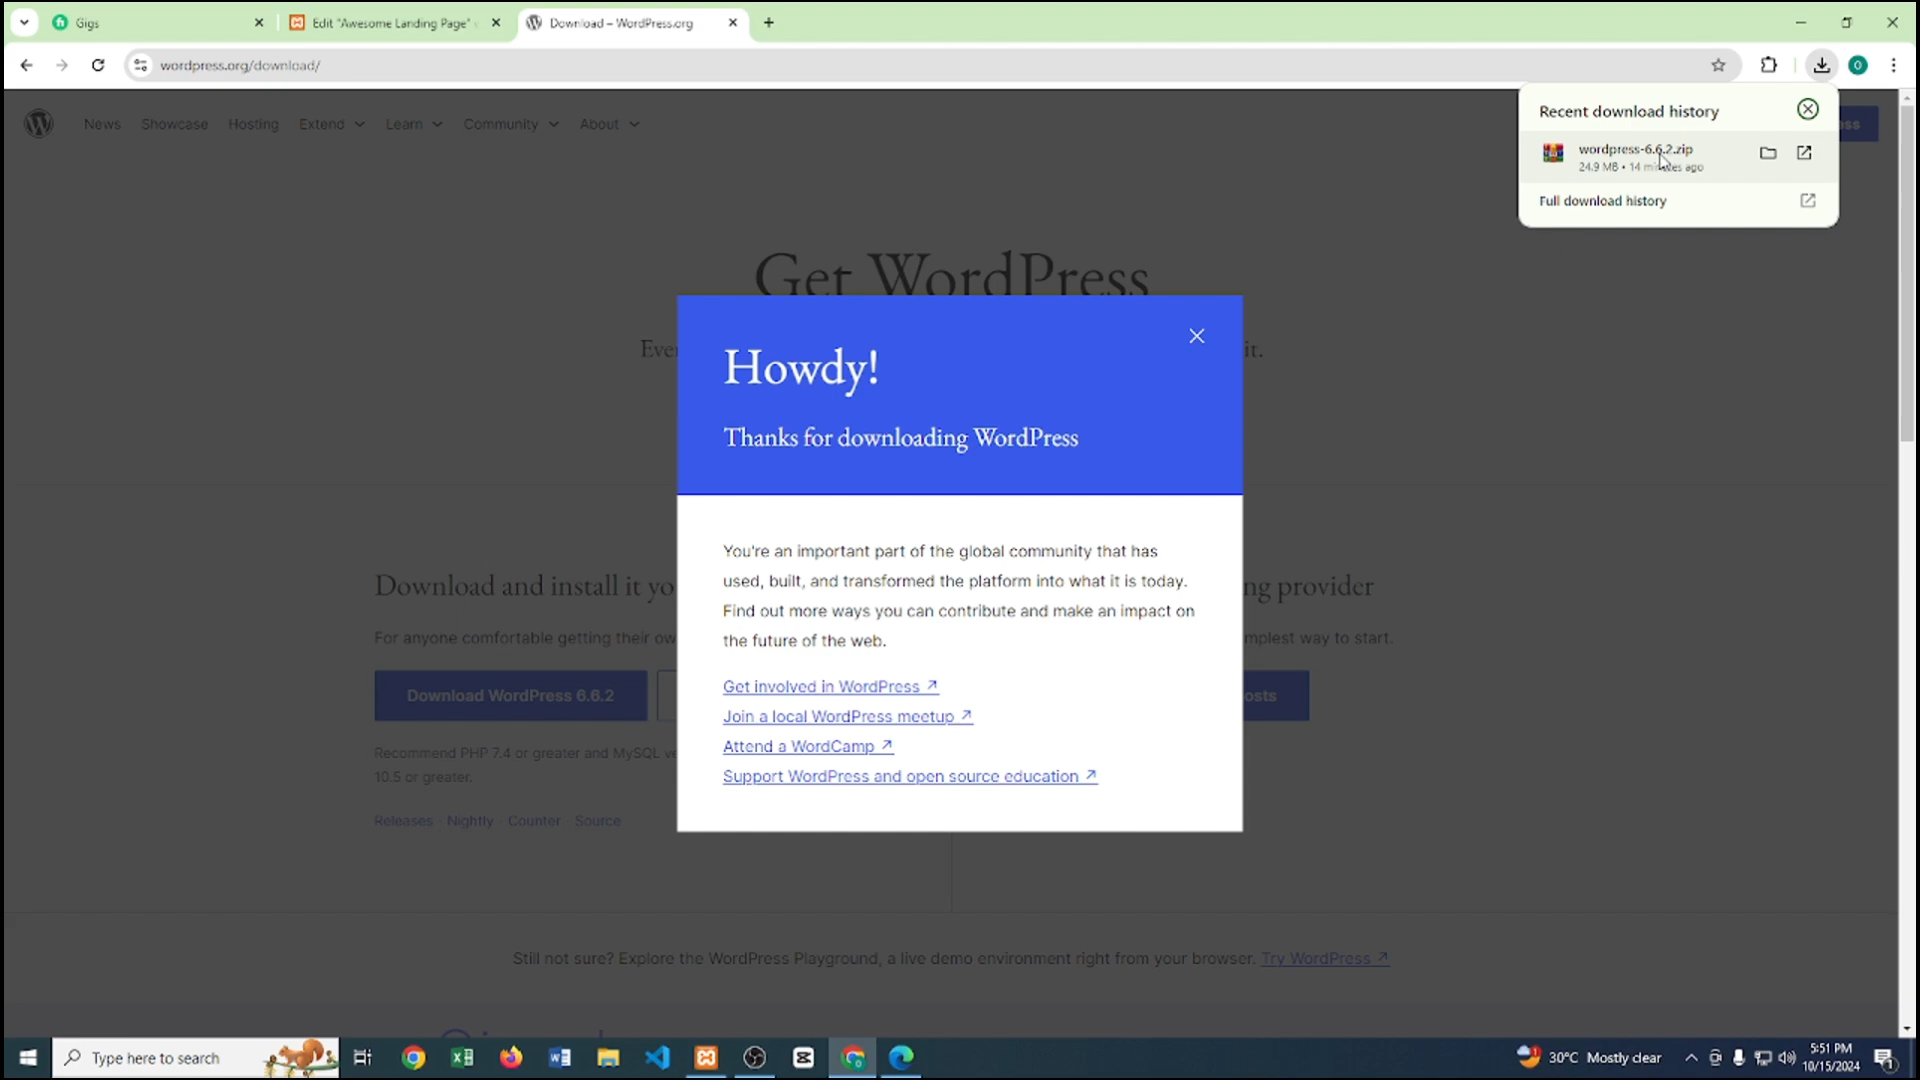 Gigs
Edit "Awesome Landing Page"
Download – WordPress.org
wordpress.org/download/
News Showcase Hosting Extend Learn Community About
Recent download history
wordpress-6.6.2.zip
24.9 MB • 14 minutes ago
Full download history
Get WordPress
it.
Howdy!
Thanks for downloading WordPress
You're an important part of the global community that has
used, built, and transformed the platform into what it is today.
Find out more ways you can contribute and make an impact on
the future of the web.
Get involved in WordPress ↗
Join a local WordPress meetup ↗
Attend a WordCamp ↗
Support WordPress and open source education ↗
Download and install it yo
ng provider
For anyone comfortable getting their ow
mplest way to start.
Download WordPress 6.6.2
osts
Recommend PHP 7.4 or greater and MySQL ve
10.5 or greater.
Releases · Nightly · Counter · Source
Still not sure? Explore the WordPress Playground, a live demo environment right from your browser. Try WordPress ↗
Type here to search
30°C Mostly clear
5:51 PM
10/15/2024